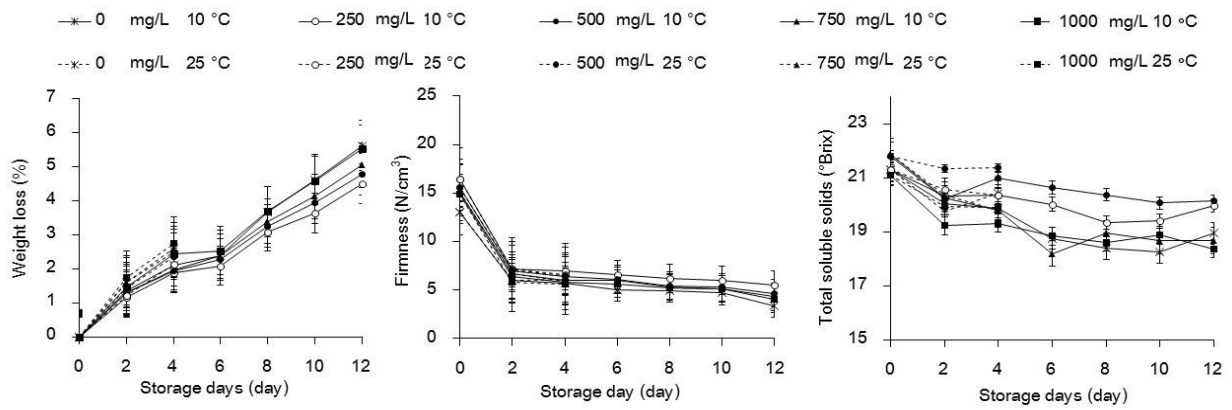 0 mg/L 10 °C 250 mg/L 10 °C 500 mg/L 10 °C 750 mg/L 10 °C 1000 mg/L 10 °C
0 mg/L 25 °C 250 mg/L 25 °C 500 mg/L 25 °C 750 mg/L 25 °C 1000 mg/L 25 °C
Weight loss (%)
7
6
5
4
3
2
1
0
0 2 4 6 8 10 12
Storage days (day)
Firmness (N/cm³)
25
20
15
10
5
0
0 2 4 6 8 10 12
Storage day (day)
Total soluble solids (°Brix)
23
21
19
17
15
0 2 4 6 8 10 12
Storage days (day)